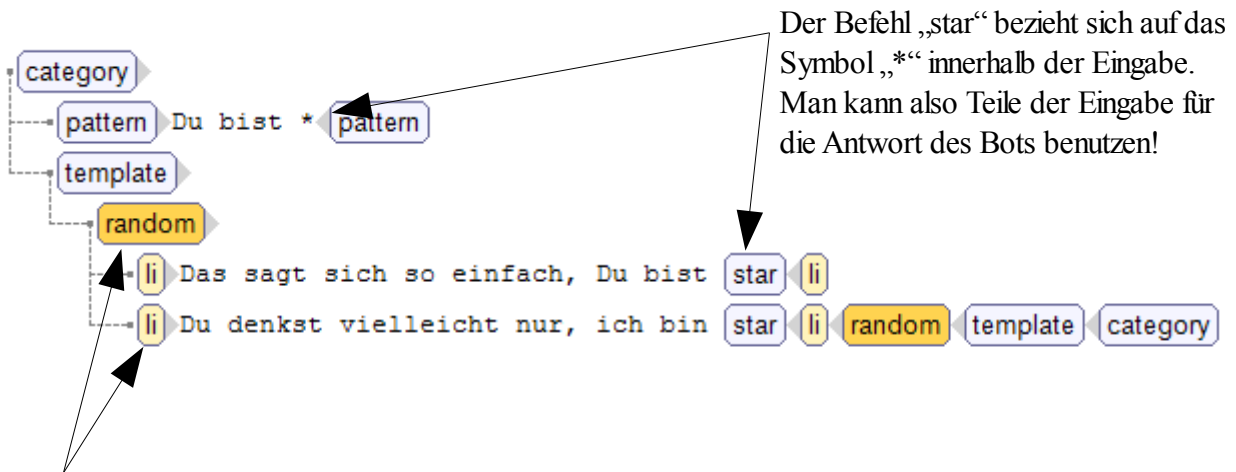 Der Befehl „star“ bezieht sich auf das
Symbol „*“ innerhalb der Eingabe.
Man kann also Teile der Eingabe für
die Antwort des Bots benutzen!
category
pattern Du bist * pattern
template
random
li Das sagt sich so einfach, Du bist star li
li Du denkst vielleicht nur, ich bin star li random template category